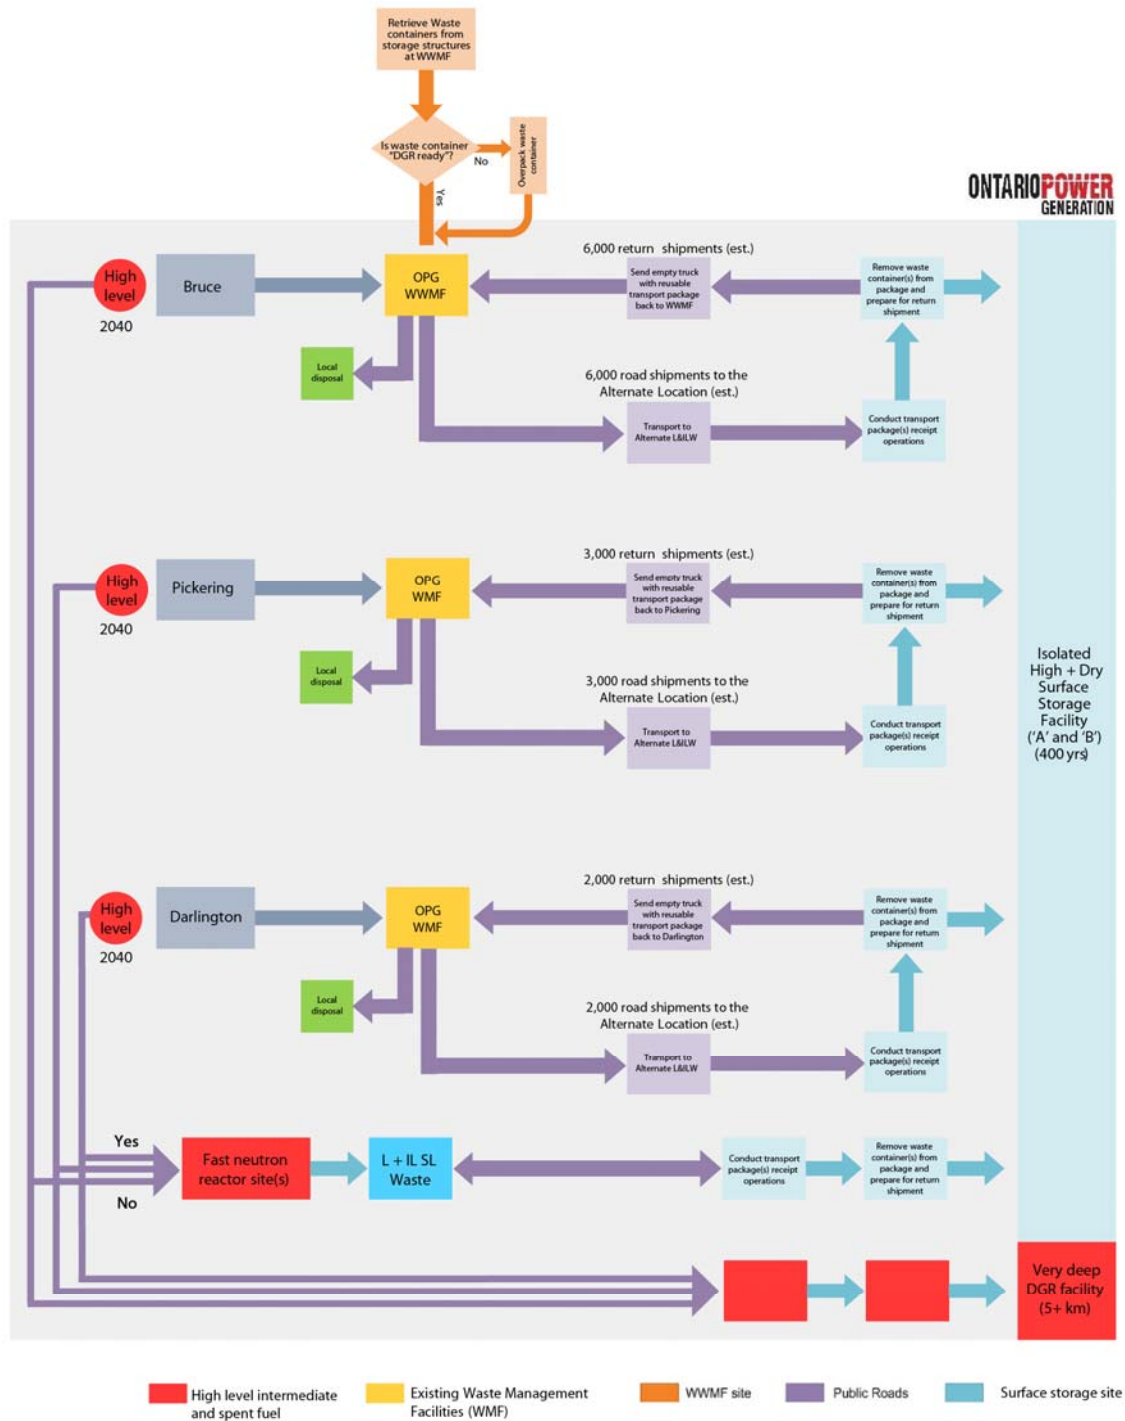 Retrieve Waste
containers from
storage structures
at WWMF
Is waste container
"DGR ready"?
No
Overpack waste
container
Yes
ONTARIOPOWER
GENERATION
High
level
2040
Bruce
OPG
WWMF
6,000 return shipments (est.)
Send empty truck
with reusable
transport package
back to WWMF
Remove waste
container(s) from
package and
prepare for return
shipment
Local
disposal
6,000 road shipments to the
Alternate Location (est.)
Transport to
Alternate L&ILW
Conduct transport
package(s) receipt
operations
High
level
2040
Pickering
OPG
WMF
3,000 return shipments (est.)
Send empty truck
with reusable
transport package
back to Pickering
Remove waste
container(s) from
package and
prepare for return
shipment
Local
disposal
3,000 road shipments to the
Alternate Location (est.)
Transport to
Alternate L&ILW
Conduct transport
package(s) receipt
operations
Isolated
High + Dry
Surface
Storage
Facility
('A' and 'B')
(400 yrs)
High
level
2040
Darlington
OPG
WMF
2,000 return shipments (est.)
Send empty truck
with reusable
transport package
back to Darlington
Remove waste
container(s) from
package and
prepare for return
shipment
Local
disposal
2,000 road shipments to the
Alternate Location (est.)
Transport to
Alternate L&ILW
Conduct transport
package(s) receipt
operations
Yes
No
Fast neutron
reactor site(s)
L + IL SL
Waste
Conduct transport
package(s) receipt
operations
Remove waste
container(s) from
package and
prepare for return
shipment
Very deep
DGR facility
(5+ km)
High level intermediate
and spent fuel
Existing Waste Management
Facilities (WMF)
WWMF site
Public Roads
Surface storage site